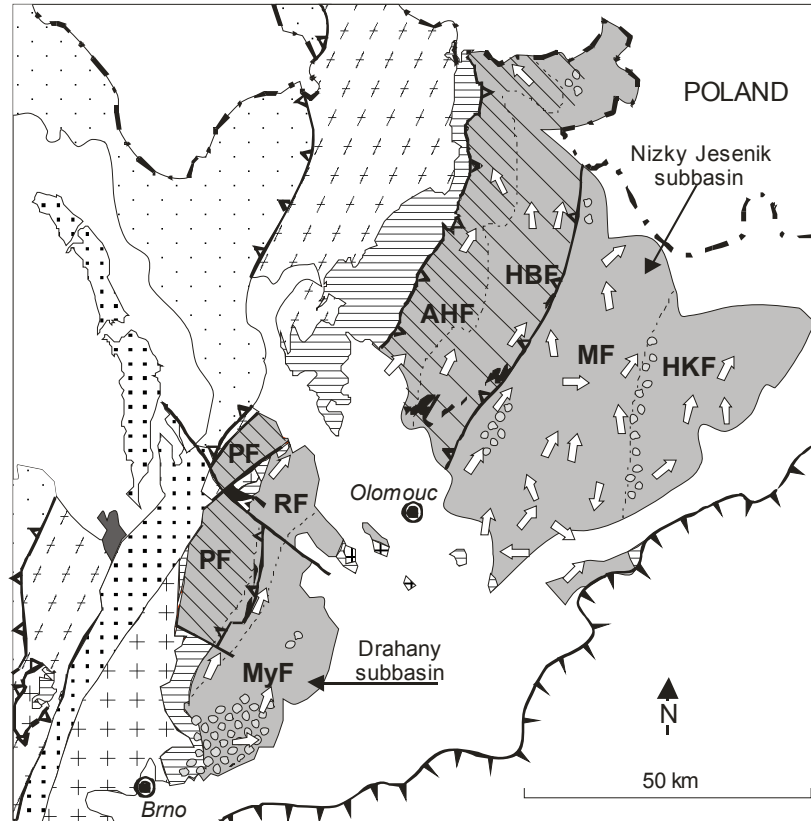 POLAND
Nizky Jesenik
subbasin
HBF
AHF
MF
HKF
PF
Olomouc
RF
PF
Drahany
subbasin
MyF
N
50 km
Brno